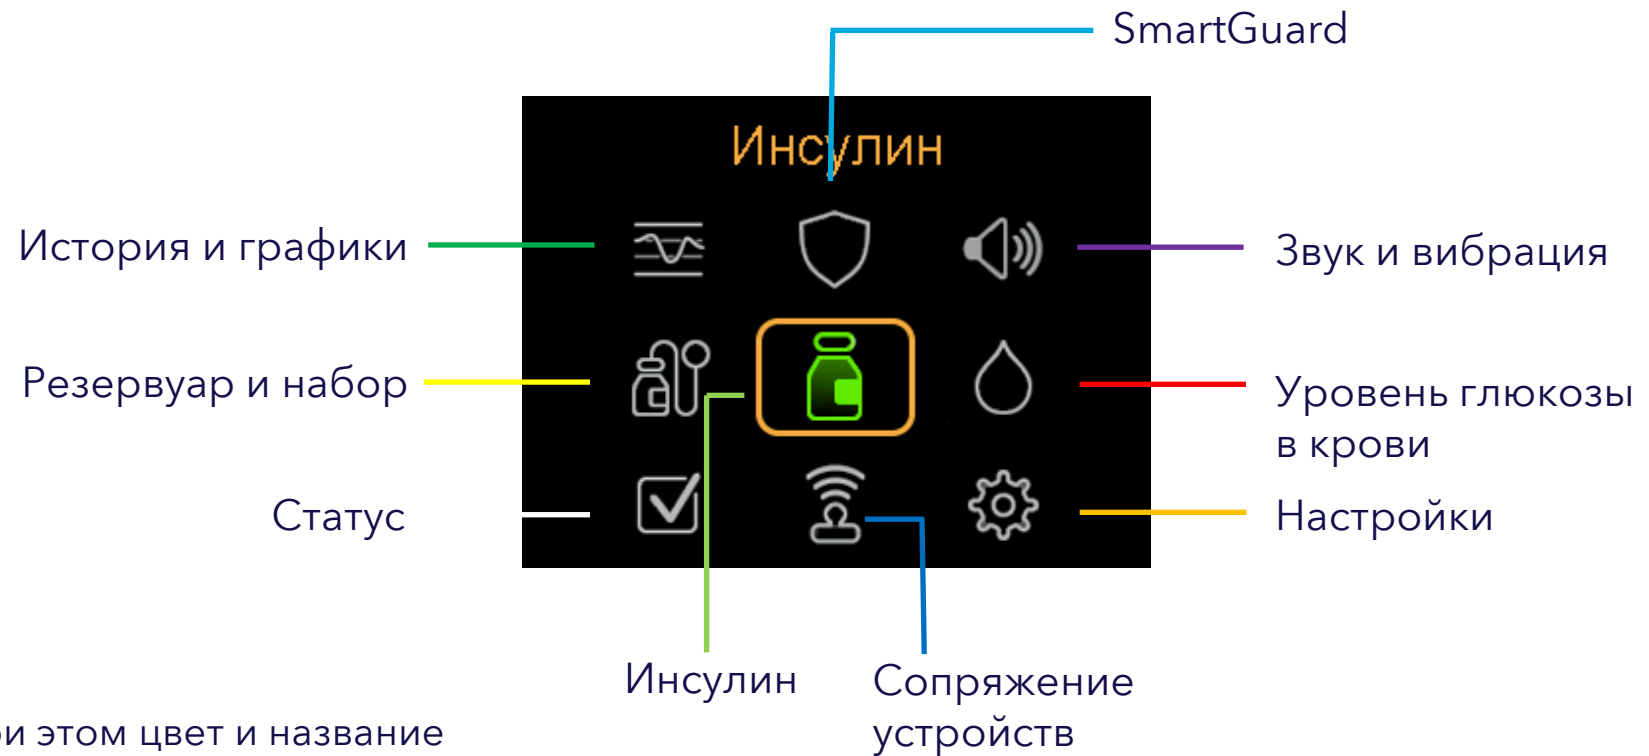 SmartGuard
Инсулин
История и графики
Звук и вибрация
Резервуар и набор
Уровень глюкозы
в крови
Статус
Настройки
Инсулин
Сопряжение
устройств
этом цвет и название